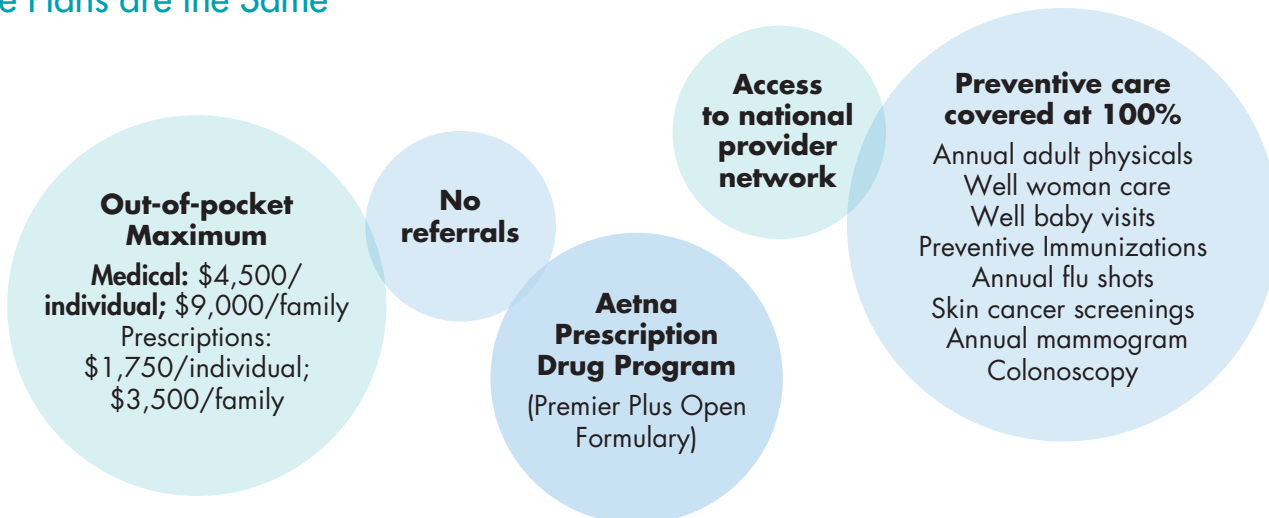 e Plans are the Same
Out-of-pocket
Maximum
Medical: $4,500/
individual; $9,000/family
Prescriptions:
$1,750/individual;
$3,500/family
No
referrals
Aetna
Prescription
Drug Program
(Premier Plus Open
Formulary)
Access
to national
provider
network
Preventive care
covered at 100%
Annual adult physicals
Well woman care
Well baby visits
Preventive Immunizations
Annual flu shots
Skin cancer screenings
Annual mammogram
Colonoscopy